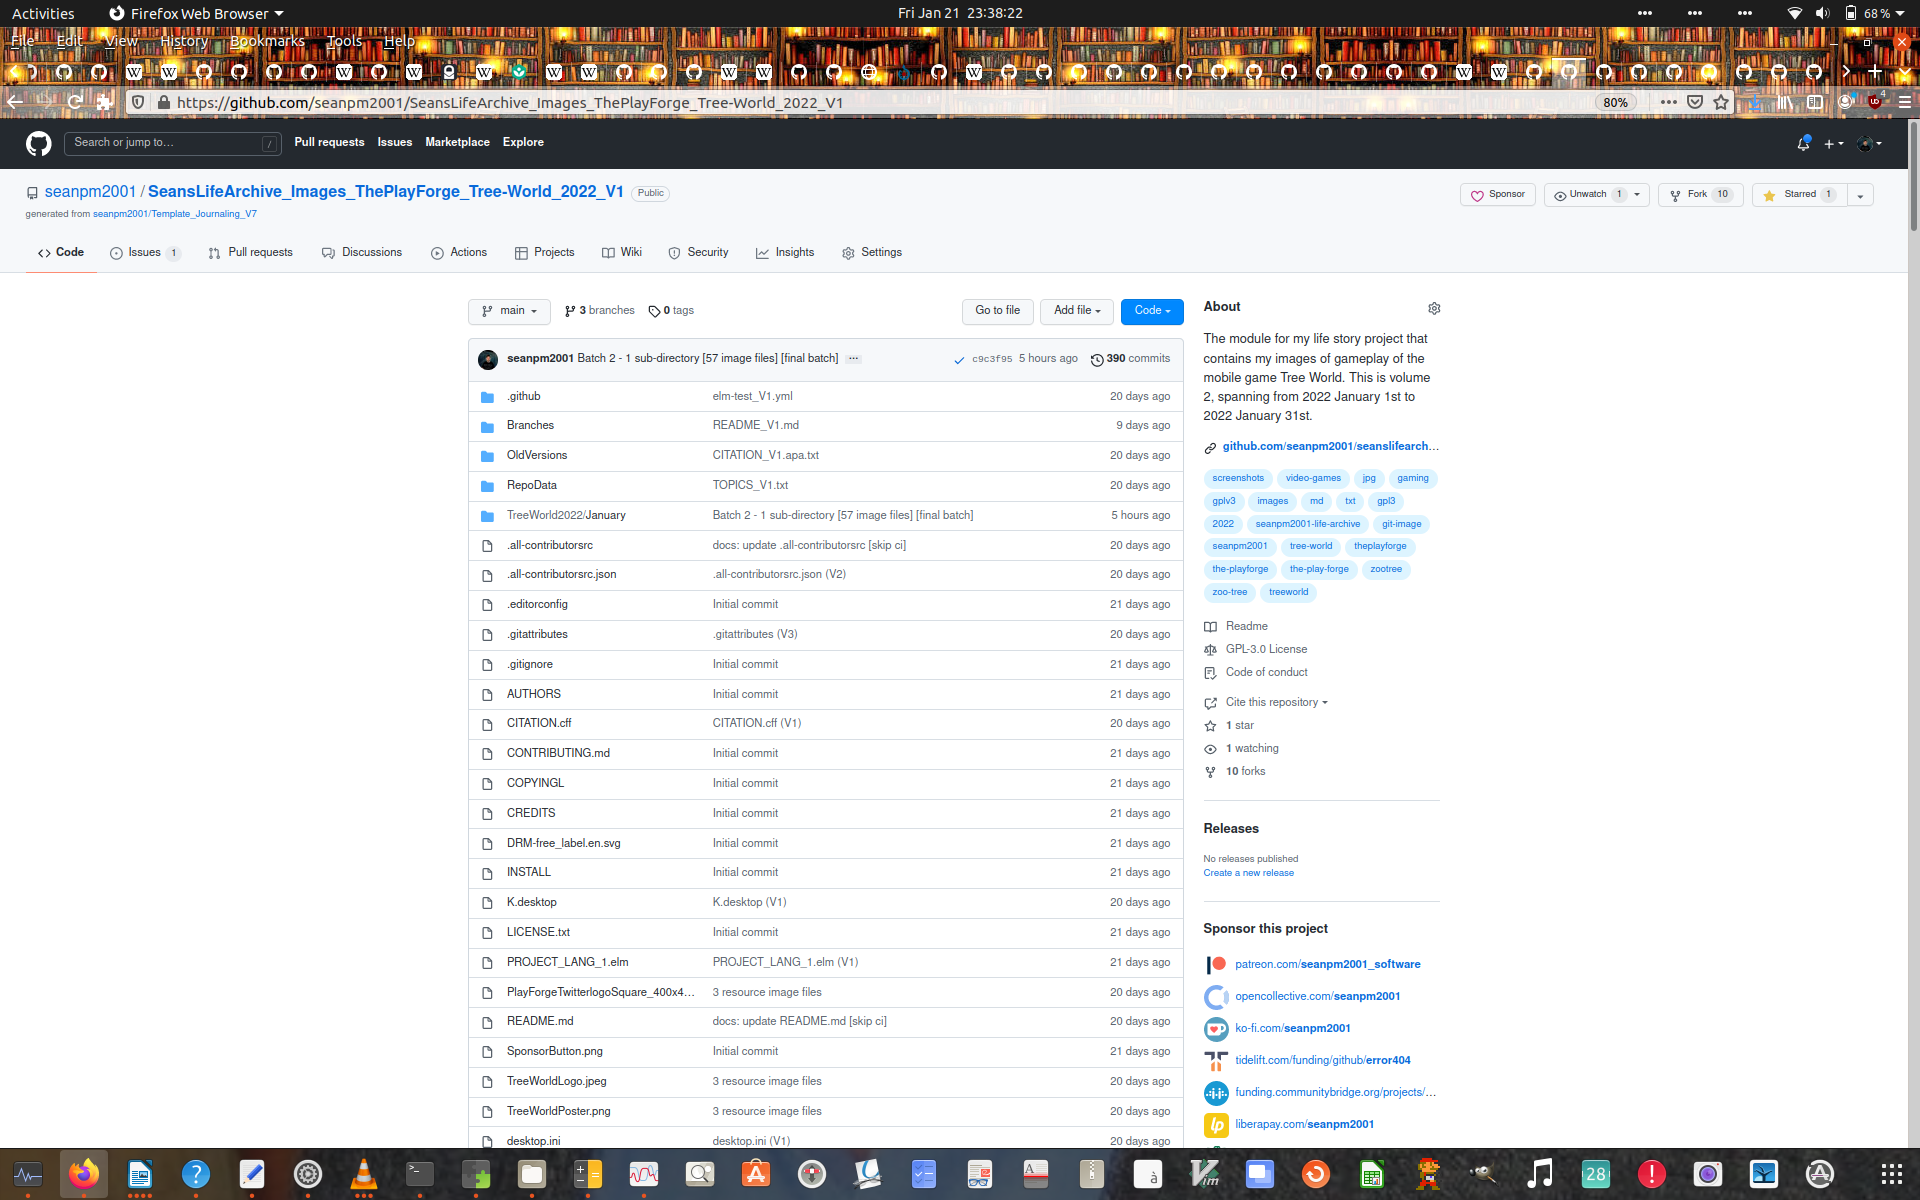 Activities Firefox Web Browser Fri Jan 21 23:38:22 68 %
File Edit View History Bookmarks Tools Help
https://github.com/seanpm2001/SeansLifeArchive_Images_ThePlayForge_Tree-World_2022_V1 80% 4
Search or jump to... / Pull requests Issues Marketplace Explore
seanpm2001 / SeansLifeArchive_Images_ThePlayForge_Tree-World_2022_V1 Public Sponsor Unwatch 1 Fork 10 Starred 1
generated from seanpm2001/Template_Journaling_V7
Code Issues 1 Pull requests Discussions Actions Projects Wiki Security Insights Settings
main 3 branches 0 tags Go to file Add file Code
seanpm2001 Batch 2 - 1 sub-directory [57 image files] [final batch] ... c9c3f95 5 hours ago 390 commits
.github elm-test_V1.yml 20 days ago
Branches README_V1.md 9 days ago
OldVersions CITATION_V1.apa.txt 20 days ago
RepoData TOPICS_V1.txt 20 days ago
TreeWorld2022/January Batch 2 - 1 sub-directory [57 image files] [final batch] 5 hours ago
.all-contributorsrc docs: update .all-contributorsrc [skip ci] 20 days ago
.all-contributorsrc.json .all-contributorsrc.json (V2) 20 days ago
.editorconfig Initial commit 21 days ago
.gitattributes .gitattributes (V3) 20 days ago
.gitignore Initial commit 21 days ago
AUTHORS Initial commit 21 days ago
CITATION.cff CITATION.cff (V1) 20 days ago
CONTRIBUTING.md Initial commit 21 days ago
COPYINGL Initial commit 21 days ago
CREDITS Initial commit 21 days ago
DRM-free_label.en.svg Initial commit 21 days ago
INSTALL Initial commit 21 days ago
K.desktop K.desktop (V1) 20 days ago
LICENSE.txt Initial commit 21 days ago
PROJECT_LANG_1.elm PROJECT_LANG_1.elm (V1) 21 days ago
PlayForgeTwitterlogoSquare_400x4... 3 resource image files 20 days ago
README.md docs: update README.md [skip ci] 20 days ago
SponsorButton.png Initial commit 21 days ago
TreeWorldLogo.jpeg 3 resource image files 20 days ago
TreeWorldPoster.png 3 resource image files 20 days ago
desktop.ini desktop.ini (V1) 20 days ago
About
The module for my life story project that
contains my images of gameplay of the
mobile game Tree World. This is volume
2, spanning from 2022 January 1st to
2022 January 31st.
github.com/seanpm2001/seanslifearch...
screenshots video-games jpg gaming
gplv3 images md txt gpl3
2022 seanpm2001-life-archive git-image
seanpm2001 tree-world theplayforge
the-playforge the-play-forge zootree
zoo-tree treeworld
Readme
GPL-3.0 License
Code of conduct
Cite this repository
1 star
1 watching
10 forks
Releases
No releases published
Create a new release
Sponsor this project
patreon.com/seanpm2001_software
opencollective.com/seanpm2001
ko-fi.com/seanpm2001
tidelift.com/funding/github/error404
funding.communitybridge.org/projects/...
liberapay.com/seanpm2001
28